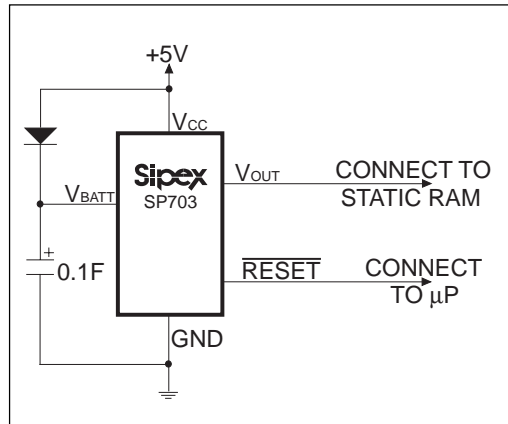 +5V
VCC
Sipex
SP703
VBATT
VOUT
CONNECT TO
STATIC RAM
+
0.1F
RESET
CONNECT
TO μP
GND